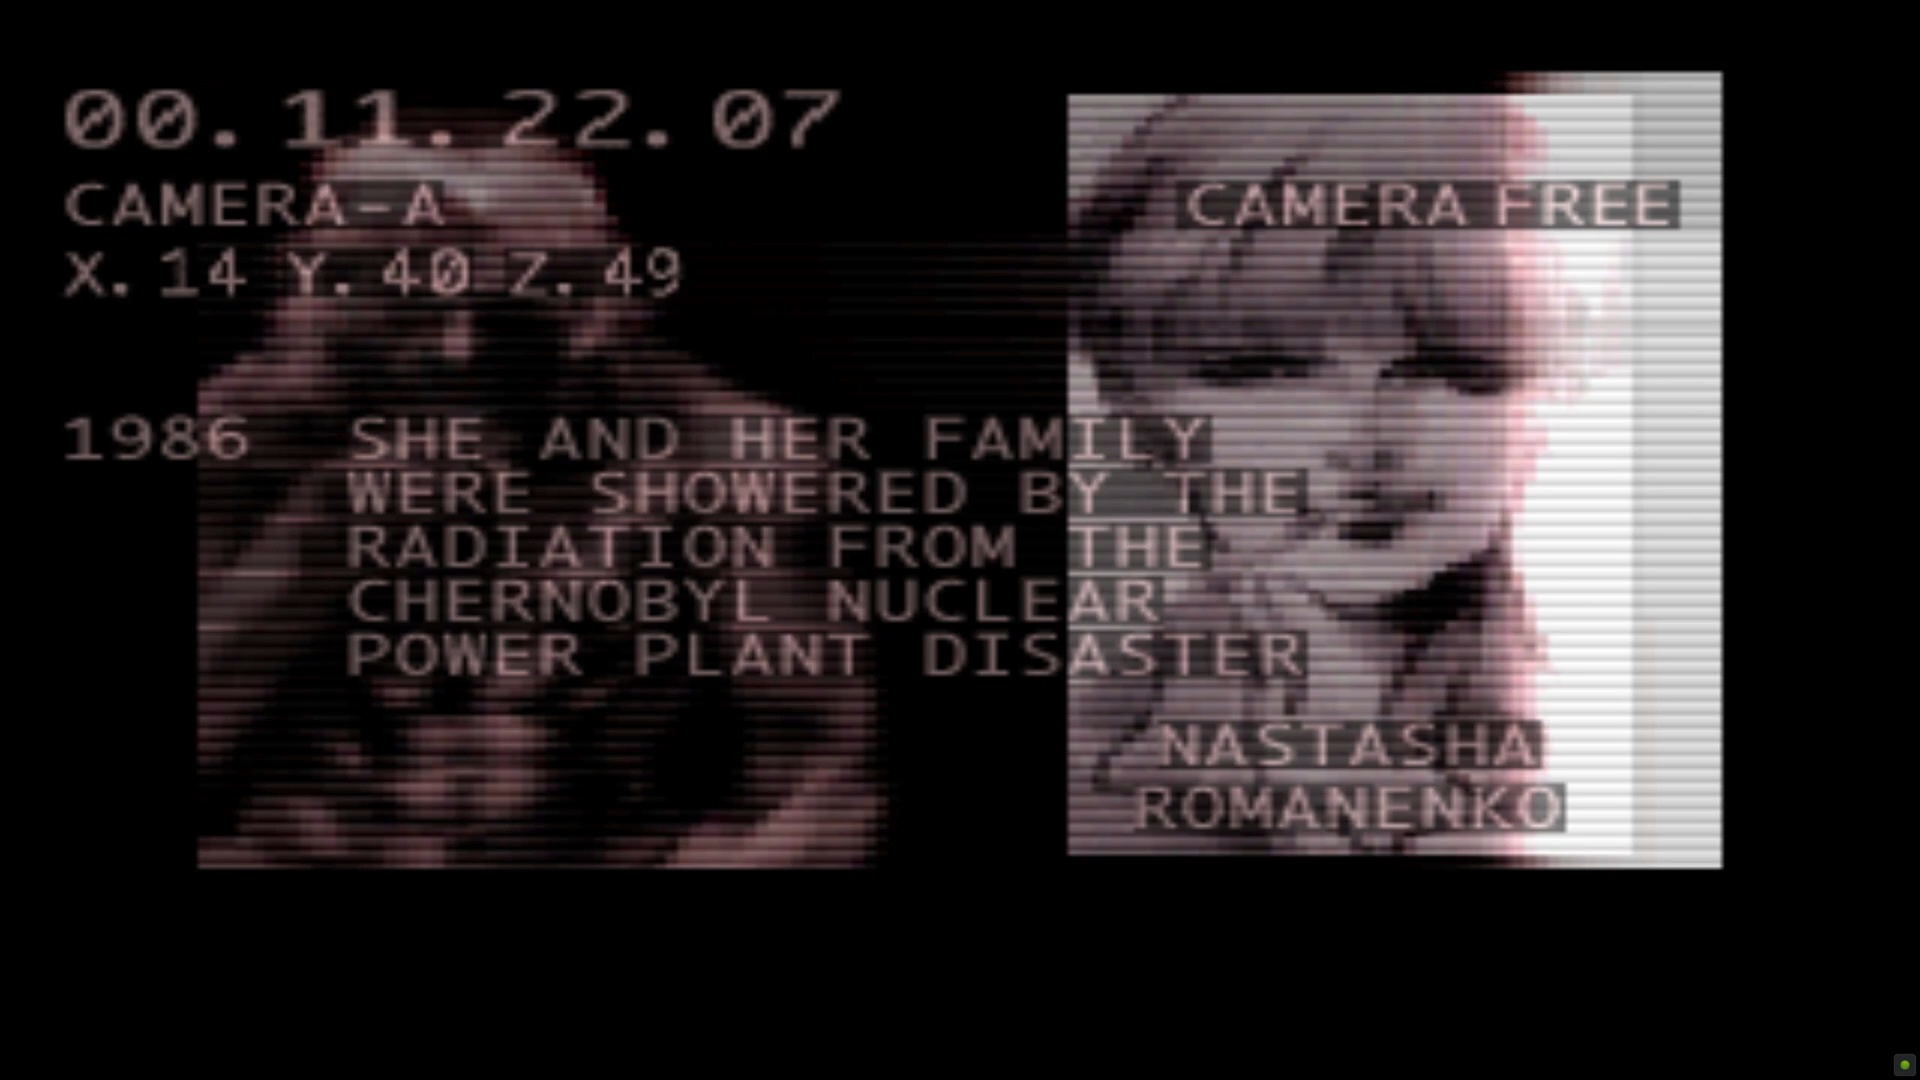 00.11.22.07
CAMERA-A
CAMERA FREE
X.14 Y.40 Z.49
1986 SHE AND HER FAMILY
WERE SHOWERED BY THE
RADIATION FROM THE
CHERNOBYL NUCLEAR
POWER PLANT DISASTER
NASTASHA
ROMANENKO